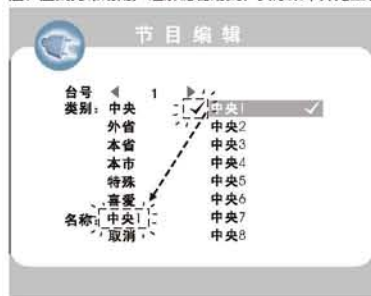 节目编辑
台号 ◀ 1 ▶
类别: 中央 ✓ 中央1 ✓
外省 中央2
本省 中央3
本市 中央4
特殊 中央5
喜爱 中央6
名称: 中央1 中央7
取消 中央8